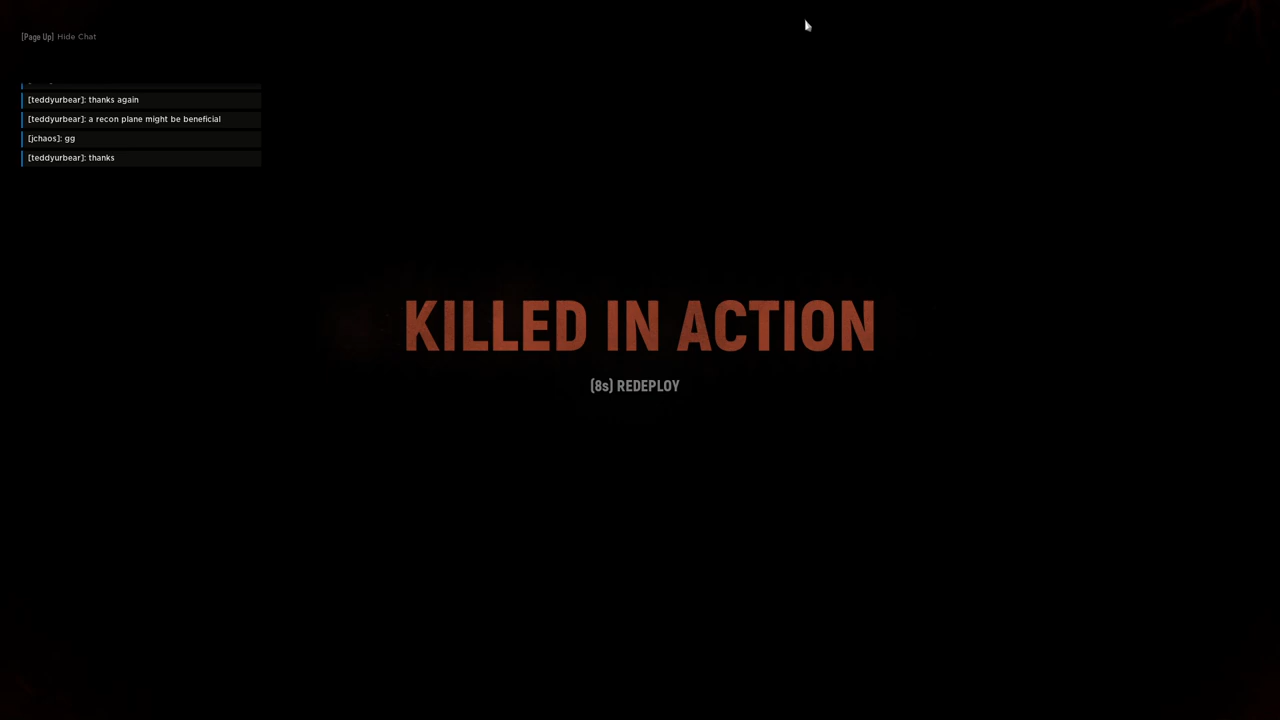 [Page Up] Hide Chat
[teddyurbear]: thanks again
[teddyurbear]: a recon plane might be beneficial
[jchaos]: gg
[teddyurbear]: thanks
KILLED IN ACTION
(8s) REDEPLOY